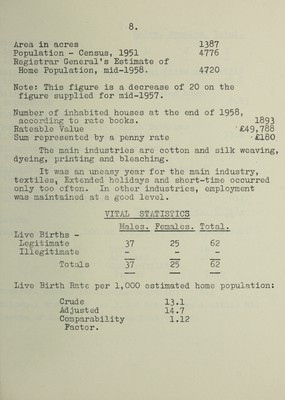 8.
Area in acres 1387
Population - Census, 1951 4776
Registrar General's Estimate of
Home Population, mid-1958. 4720
Note: This figure is a decrease of 20 on the
figure supplied for mid-1957.
Number of inhabited houses at the end of 1958,
according to rate books. 1893
Rateable Value £49,788
Sum represented by a penny rate £180
The main industries are cotton and silk weaving,
dyeing, printing and bleaching.
It was an uneasy year for the main industry,
textiles, Extended holidays and short-time occurred
only too often. In other industries, employment
was maintained at a good level.
VITAL STATISTICS
Males. Females. Total.
Live Births -
Legitimate 37 25 62
Illegitimate - - -
Totals 37 25 62
Live Birth Rate per 1,000 estimated home population:
Crude 13.1
Adjusted 14.7
Comparability 1.12
Factor.